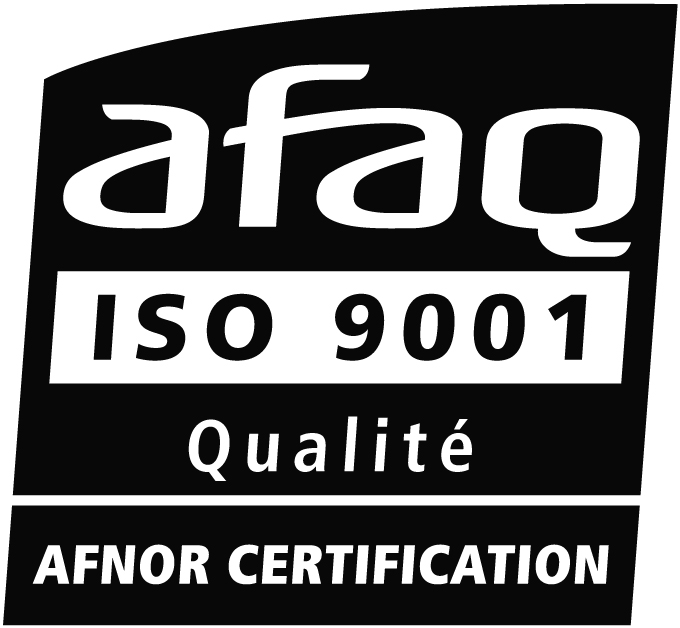 afaq
ISO 9001
Qualité
AFNOR CERTIFICATION